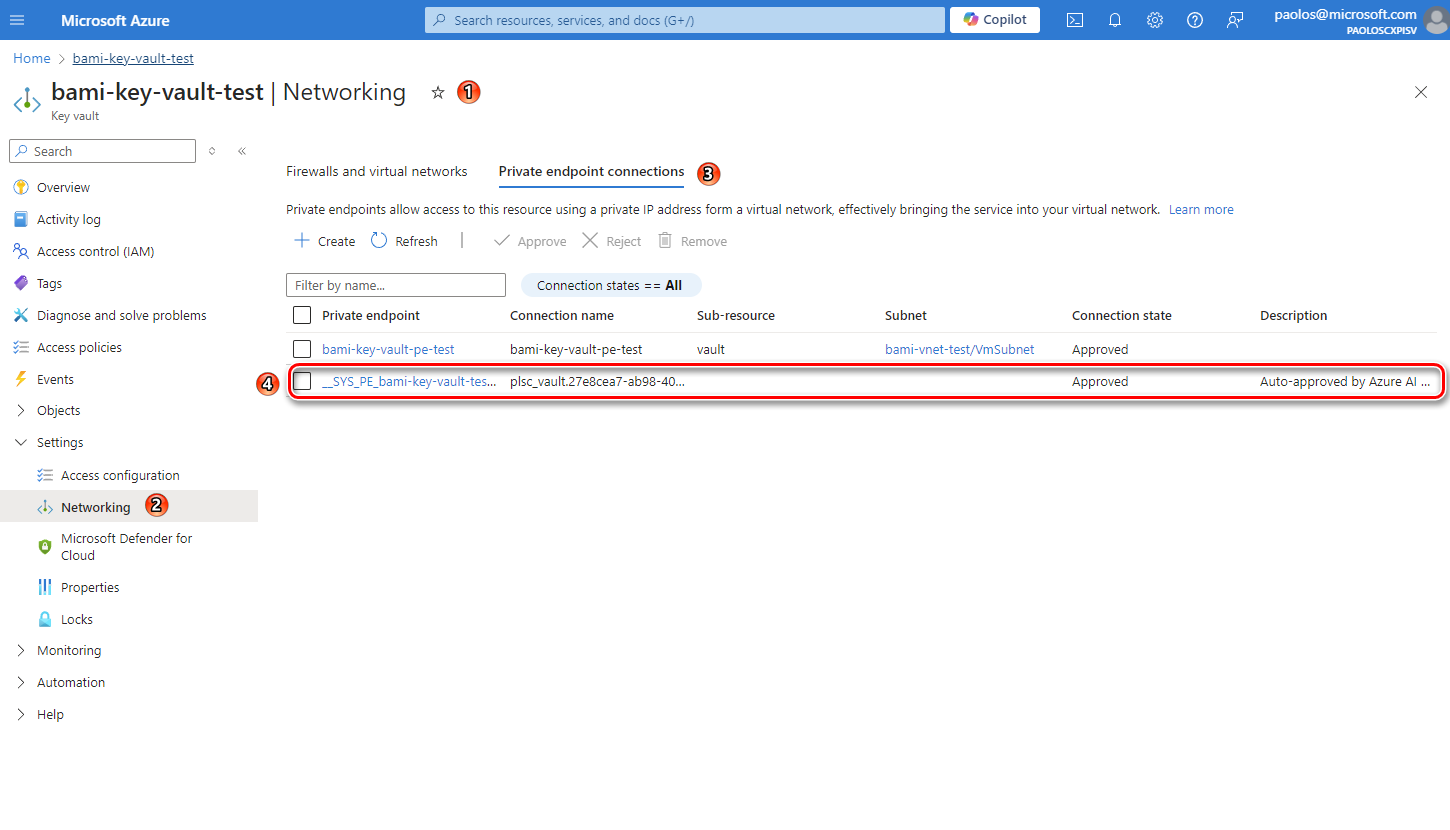 Microsoft Azure
Search resources, services, and docs (G+/)
Copilot
paolos@microsoft.com
PAOLOSCXPISV
Home > bami-key-vault-test
bami-key-vault-test | Networking
1
Key vault
Search
Overview
Activity log
Access control (IAM)
Tags
Diagnose and solve problems
Access policies
Events
Objects
Settings
Access configuration
Networking
2
Microsoft Defender for
Cloud
Properties
Locks
Monitoring
Automation
Help
Firewalls and virtual networks
Private endpoint connections
3
Private endpoints allow access to this resource using a private IP address form a virtual network, effectively bringing the service into your virtual network. Learn more
Create
Refresh
Approve
Reject
Remove
Filter by name...
Connection states == All
Private endpoint Connection name Sub-resource Subnet Connection state Description
bami-key-vault-pe-test bami-key-vault-pe-test vault bami-vnet-test/VmSubnet Approved
4
__SYS_PE_bami-key-vault-tes... plsc_vault.27e8cea7-ab98-40... Approved Auto-approved by Azure AI ...